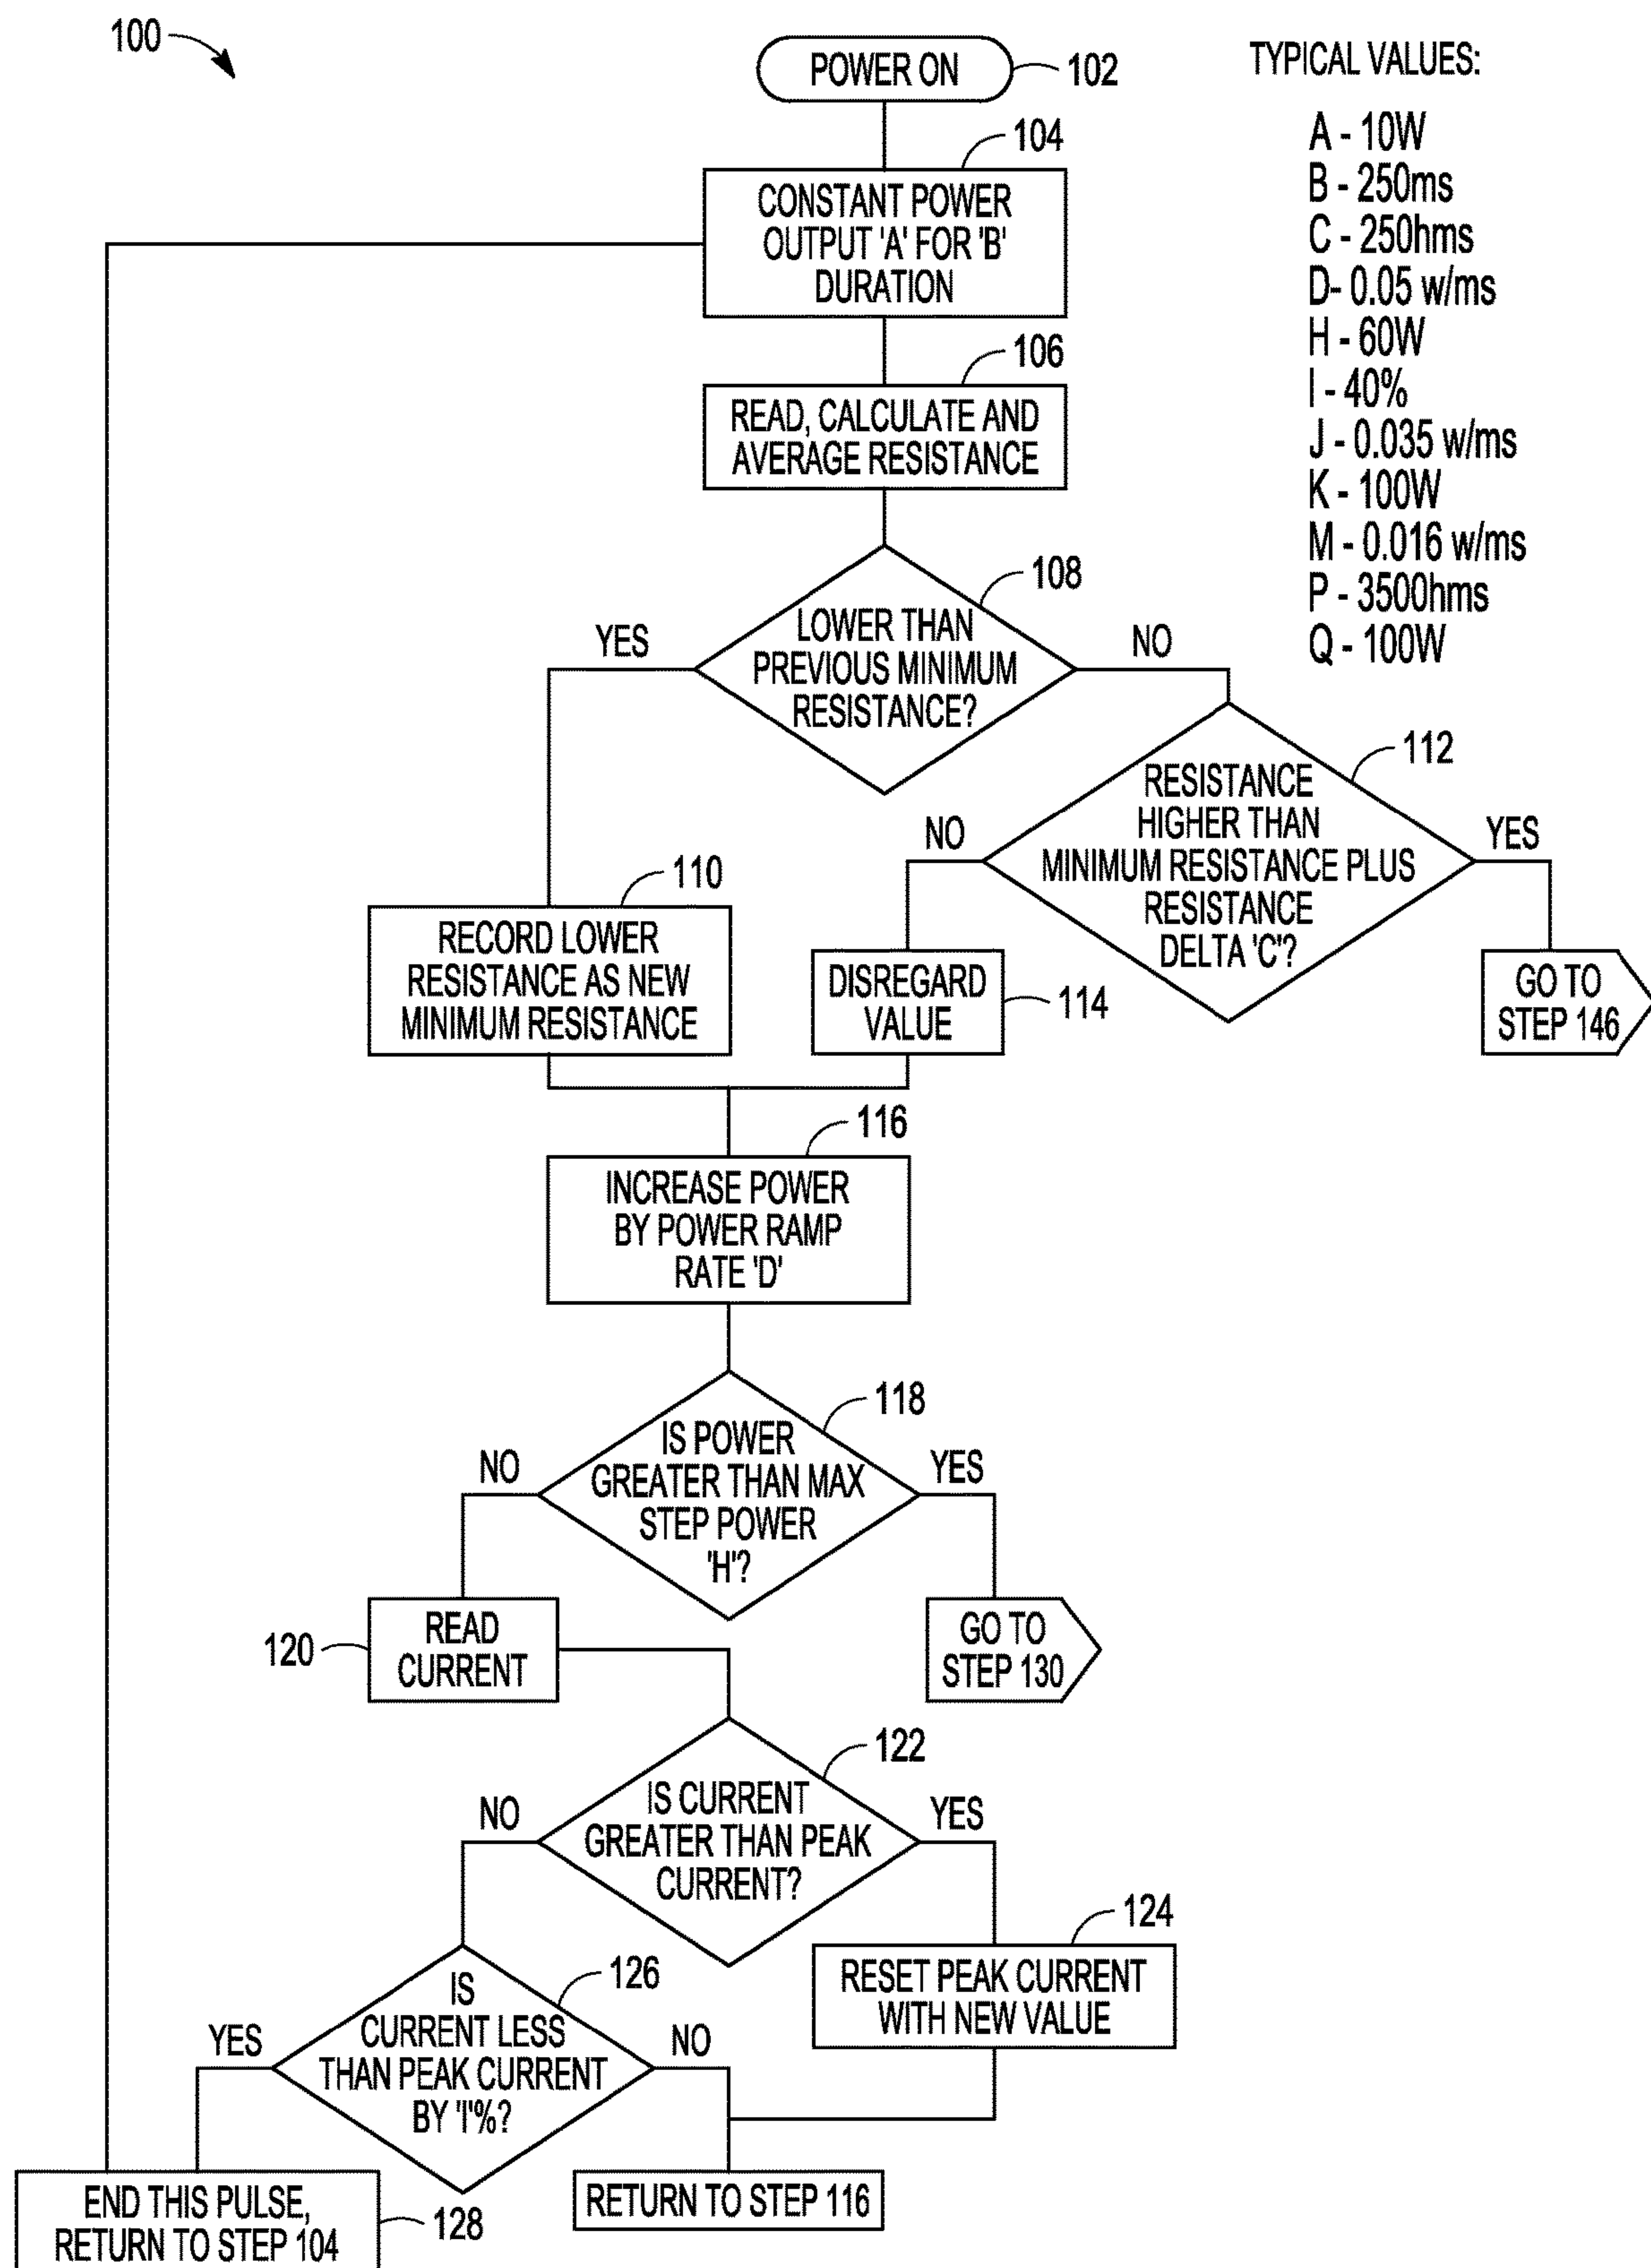 100
POWER ON
102
TYPICAL VALUES:
A - 10W
B - 250ms
C - 250hms
D- 0.05 w/ms
H - 60W
I - 40%
J - 0.035 w/ms
K - 100W
M - 0.016 w/ms
P - 3500hms
Q - 100W
104
CONSTANT POWER
OUTPUT 'A' FOR 'B'
DURATION
106
READ, CALCULATE AND
AVERAGE RESISTANCE
108
LOWER THAN
PREVIOUS MINIMUM
RESISTANCE?
YES
NO
112
RESISTANCE
HIGHER THAN
MINIMUM RESISTANCE PLUS
RESISTANCE
DELTA 'C'?
NO
YES
110
RECORD LOWER
RESISTANCE AS NEW
MINIMUM RESISTANCE
DISREGARD
VALUE
114
GO TO
STEP 146
116
INCREASE POWER
BY POWER RAMP
RATE 'D'
118
IS POWER
GREATER THAN MAX
STEP POWER
'H'?
NO
YES
120
READ
CURRENT
GO TO
STEP 130
122
IS CURRENT
GREATER THAN PEAK
CURRENT?
NO
YES
124
RESET PEAK CURRENT
WITH NEW VALUE
126
IS
CURRENT LESS
THAN PEAK CURRENT
BY 'I'%?
YES
NO
END THIS PULSE,
RETURN TO STEP 104
128
RETURN TO STEP 116